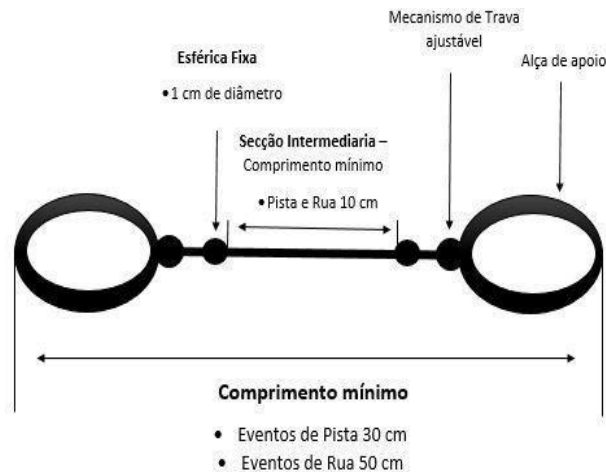 Mecanismo de Trava
ajustável
Esférica Fixa
Alça de apoio
•1 cm de diâmetro
Secção Intermediaria –
Comprimento mínimo
•Pista e Rua 10 cm
Comprimento mínimo
• Eventos de Pista 30 cm
• Eventos de Rua 50 cm